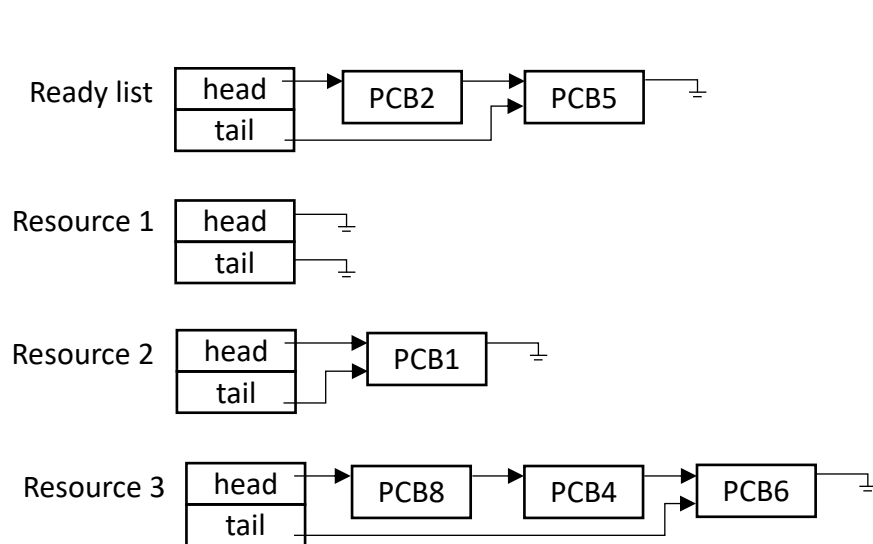 Ready list head PCB2 PCB5
tail
Resource 1 head
tail
Resource 2 head PCB1
tail
Resource 3 head PCB8 PCB4 PCB6
tail